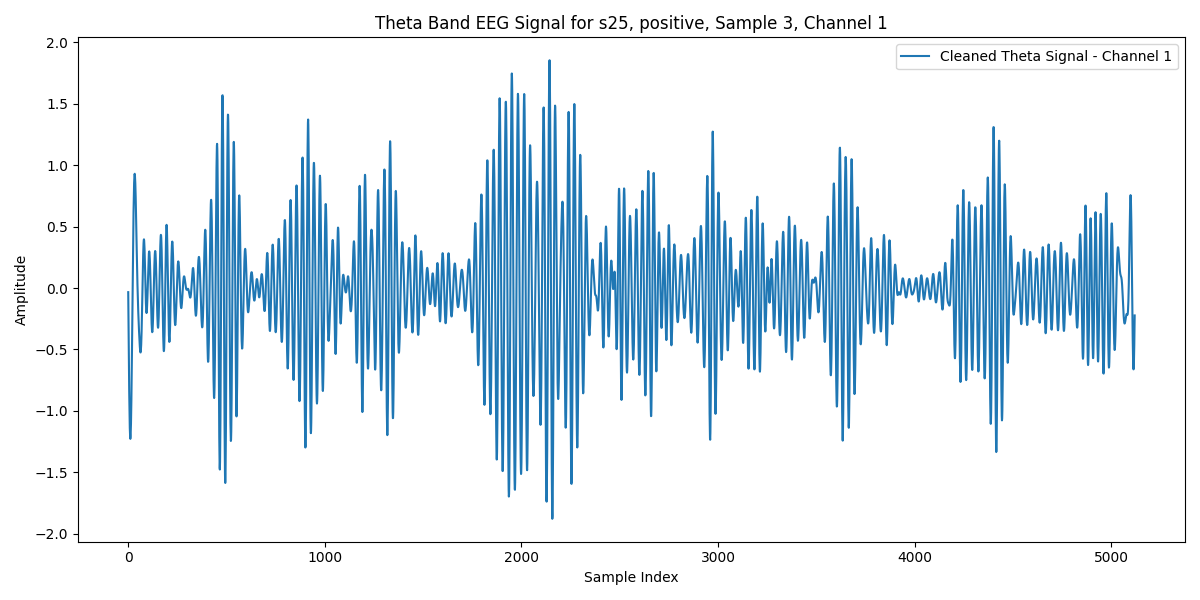 Theta Band EEG Signal for s25, positive, Sample 3, Channel 1
Cleaned Theta Signal - Channel 1
Amplitude
2.0
1.5
1.0
0.5
0.0
−0.5
−1.0
−1.5
−2.0
0 1000 2000 3000 4000 5000
Sample Index